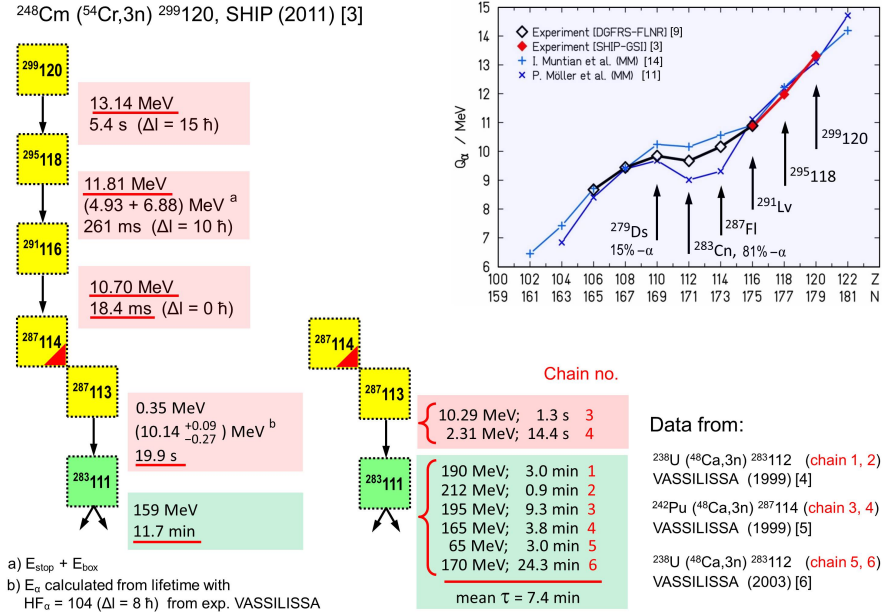 ²⁴⁸Cm (⁵⁴Cr,3n) ²⁹⁹120, SHIP (2011) [3]
²⁹⁹120
13.14 MeV
5.4 s (Δl = 15 ħ)
²⁹⁵118
11.81 MeV
(4.93 + 6.88) MeV ᵃ
261 ms (Δl = 10 ħ)
²⁹¹116
10.70 MeV
18.4 ms (Δl = 0 ħ)
²⁸⁷114
²⁸⁷113
0.35 MeV
(10.14 +0.09 −0.27) MeV ᵇ
19.9 s
²⁸³111
159 MeV
11.7 min
a) E_stop + E_box
b) E_α calculated from lifetime with
HF_α = 104 (Δl = 8 ħ) from exp. VASSILISSA
Q_α / MeV
14
13
12
11
10
9
8
7
6
15
Experiment [DGFRS-FLNR] [9]
Experiment [SHIP-GSI] [3]
I. Muntian et al. (MM) [14]
P. Möller et al. (MM) [11]
²⁹⁹120
²⁹⁵118
²⁹¹Lv
²⁸⁷Fl
²⁸³Cn, 81% −α
²⁷⁹Ds
15% −α
100 102 104 106 108 110 112 114 116 118 120 122 Z
159 161 163 165 167 169 171 173 175 177 179 181 N
²⁸⁷114
²⁸⁷113
²⁸³111
Chain no.
10.29 MeV; 1.3 s 3
2.31 MeV; 14.4 s 4
190 MeV; 3.0 min 1
212 MeV; 0.9 min 2
195 MeV; 9.3 min 3
165 MeV; 3.8 min 4
65 MeV; 3.0 min 5
170 MeV; 24.3 min 6
mean τ = 7.4 min
Data from:
²³⁸U (⁴⁸Ca,3n) ²⁸³112 (chain 1, 2)
VASSILISSA (1999) [4]
²⁴²Pu (⁴⁸Ca,3n) ²⁸⁷114 (chain 3, 4)
VASSILISSA (1999) [5]
²³⁸U (⁴⁸Ca,3n) ²⁸³112 (chain 5, 6)
VASSILISSA (2003) [6]